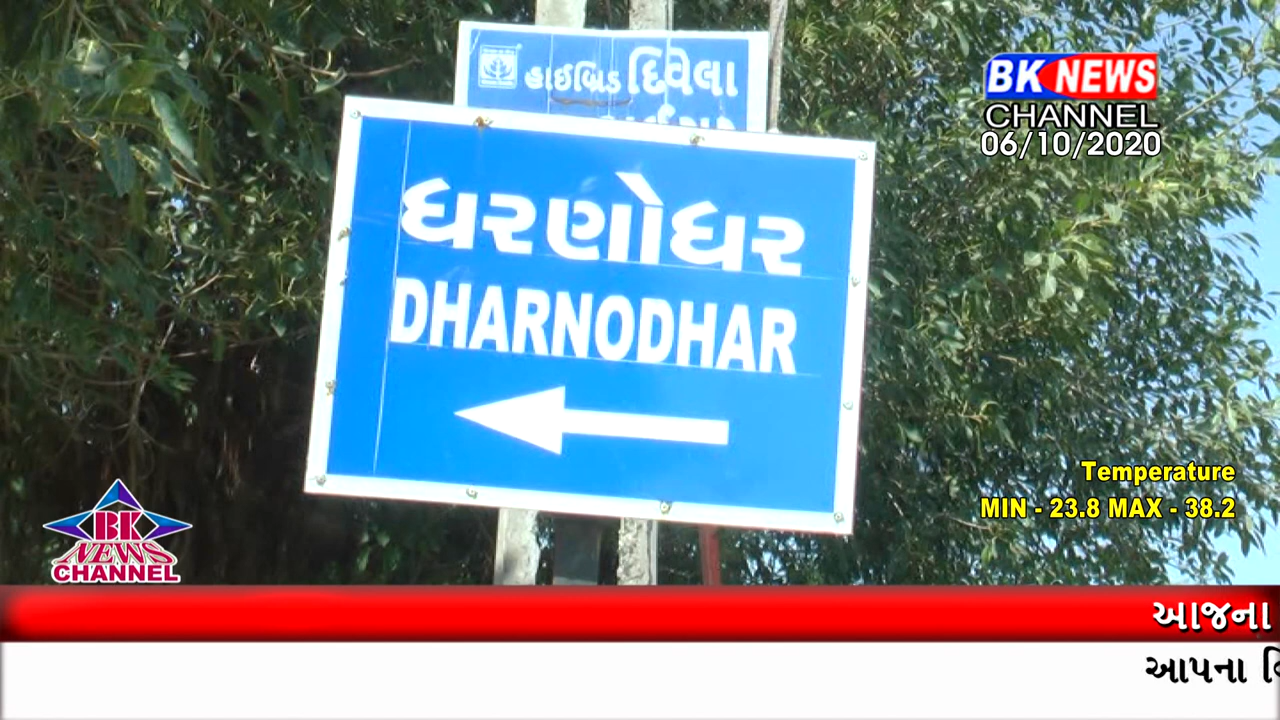 હાઈબ્રિડ દિવેલા
BK NEWS
CHANNEL
06/10/2020
ધરણોધર
DHARNODHAR
Temperature
MIN - 23.8 MAX - 38.2
BK
NEWS
CHANNEL
આજના
આપના